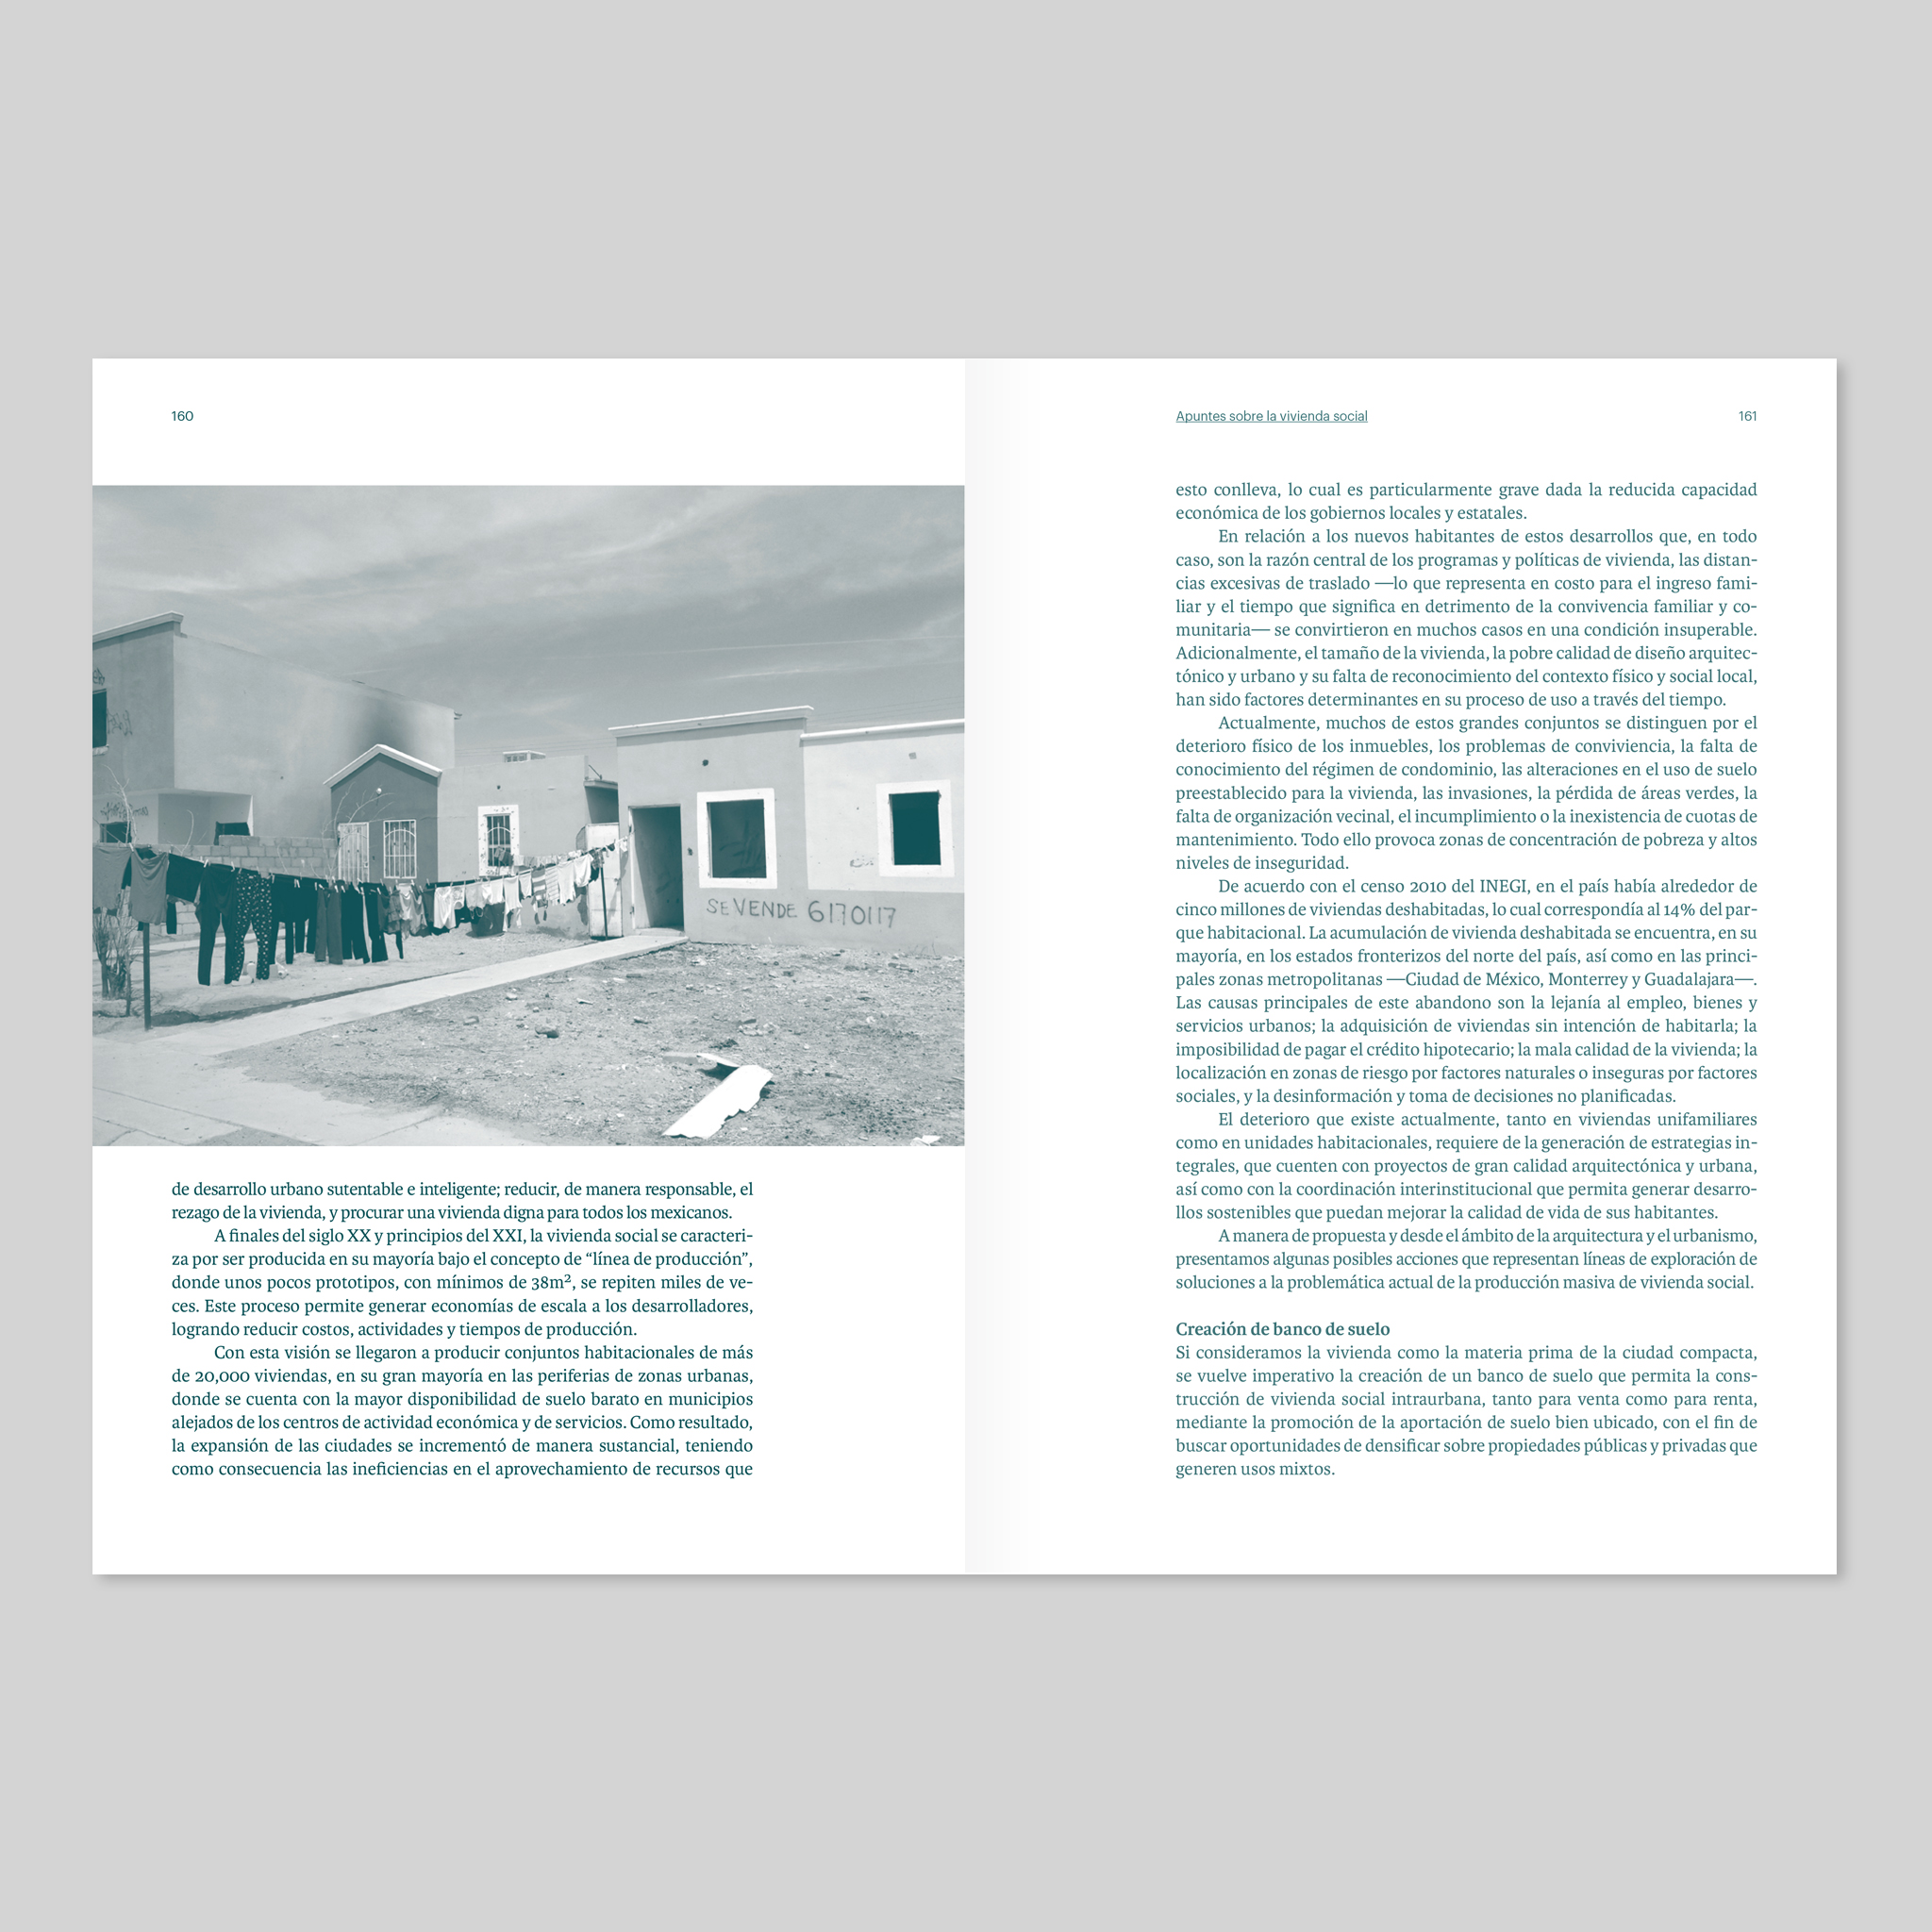 160
SE VENDE 6170117
de desarrollo urbano sutentable e inteligente; reducir, de manera responsable, el
rezago de la vivienda, y procurar una vivienda digna para todos los mexicanos.
A finales del siglo XX y principios del XXI, la vivienda social se caracteri-
za por ser producida en su mayoría bajo el concepto de “línea de producción”,
donde unos pocos prototipos, con mínimos de 38m², se repiten miles de ve-
ces. Este proceso permite generar economías de escala a los desarrolladores,
logrando reducir costos, actividades y tiempos de producción.
Con esta visión se llegaron a producir conjuntos habitacionales de más
de 20,000 viviendas, en su gran mayoría en las periferias de zonas urbanas,
donde se cuenta con la mayor disponibilidad de suelo barato en municipios
alejados de los centros de actividad económica y de servicios. Como resultado,
la expansión de las ciudades se incrementó de manera sustancial, teniendo
como consecuencia las ineficiencias en el aprovechamiento de recursos que
Apuntes sobre la vivienda social
161
esto conlleva, lo cual es particularmente grave dada la reducida capacidad
económica de los gobiernos locales y estatales.
En relación a los nuevos habitantes de estos desarrollos que, en todo
caso, son la razón central de los programas y políticas de vivienda, las distan-
cias excesivas de traslado —lo que representa en costo para el ingreso fami-
liar y el tiempo que significa en detrimento de la convivencia familiar y co-
munitaria— se convirtieron en muchos casos en una condición insuperable.
Adicionalmente, el tamaño de la vivienda, la pobre calidad de diseño arquitec-
tónico y urbano y su falta de reconocimiento del contexto físico y social local,
han sido factores determinantes en su proceso de uso a través del tiempo.
Actualmente, muchos de estos grandes conjuntos se distinguen por el
deterioro físico de los inmuebles, los problemas de conviviencia, la falta de
conocimiento del régimen de condominio, las alteraciones en el uso de suelo
preestablecido para la vivienda, las invasiones, la pérdida de áreas verdes, la
falta de organización vecinal, el incumplimiento o la inexistencia de cuotas de
mantenimiento. Todo ello provoca zonas de concentración de pobreza y altos
niveles de inseguridad.
De acuerdo con el censo 2010 del INEGI, en el país había alrededor de
cinco millones de viviendas deshabitadas, lo cual correspondía al 14% del par-
que habitacional. La acumulación de vivienda deshabitada se encuentra, en su
mayoría, en los estados fronterizos del norte del país, así como en las princi-
pales zonas metropolitanas —Ciudad de México, Monterrey y Guadalajara—.
Las causas principales de este abandono son la lejanía al empleo, bienes y
servicios urbanos; la adquisición de viviendas sin intención de habitarla; la
imposibilidad de pagar el crédito hipotecario; la mala calidad de la vivienda; la
localización en zonas de riesgo por factores naturales o inseguras por factores
sociales, y la desinformación y toma de decisiones no planificadas.
El deterioro que existe actualmente, tanto en viviendas unifamiliares
como en unidades habitacionales, requiere de la generación de estrategias in-
tegrales, que cuenten con proyectos de gran calidad arquitectónica y urbana,
así como con la coordinación interinstitucional que permita generar desarro-
llos sostenibles que puedan mejorar la calidad de vida de sus habitantes.
A manera de propuesta y desde el ámbito de la arquitectura y el urbanismo,
presentamos algunas posibles acciones que representan líneas de exploración de
soluciones a la problemática actual de la producción masiva de vivienda social.
Creación de banco de suelo
Si consideramos la vivienda como la materia prima de la ciudad compacta,
se vuelve imperativo la creación de un banco de suelo que permita la cons-
trucción de vivienda social intraurbana, tanto para venta como para renta,
mediante la promoción de la aportación de suelo bien ubicado, con el fin de
buscar oportunidades de densificar sobre propiedades públicas y privadas que
generen usos mixtos.